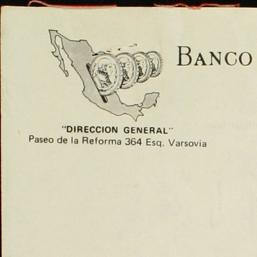 BANCO
"DIRECCION GENERAL"
Paseo de la Reforma 364 Esq. Varsovia